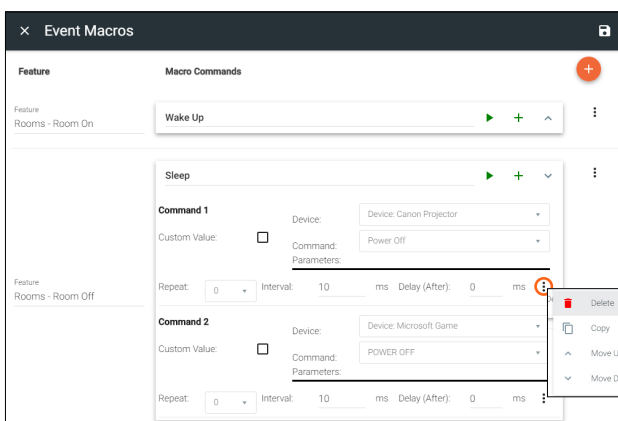 Event Macros
Feature Macro Commands
Feature
Rooms - Room On
Wake Up
Sleep
Command 1
Device: Device: Canon Projector
Custom Value:
Command: Power Off
Parameters:
Repeat: 0 Interval: 10 ms Delay (After): 0 ms
Feature
Rooms - Room Off
Delete
Command 2
Device: Device: Microsoft Game
Copy
Custom Value:
Command: POWER OFF
Move U
Parameters:
Move D
Repeat: 0 Interval: 10 ms Delay (After): 0 ms